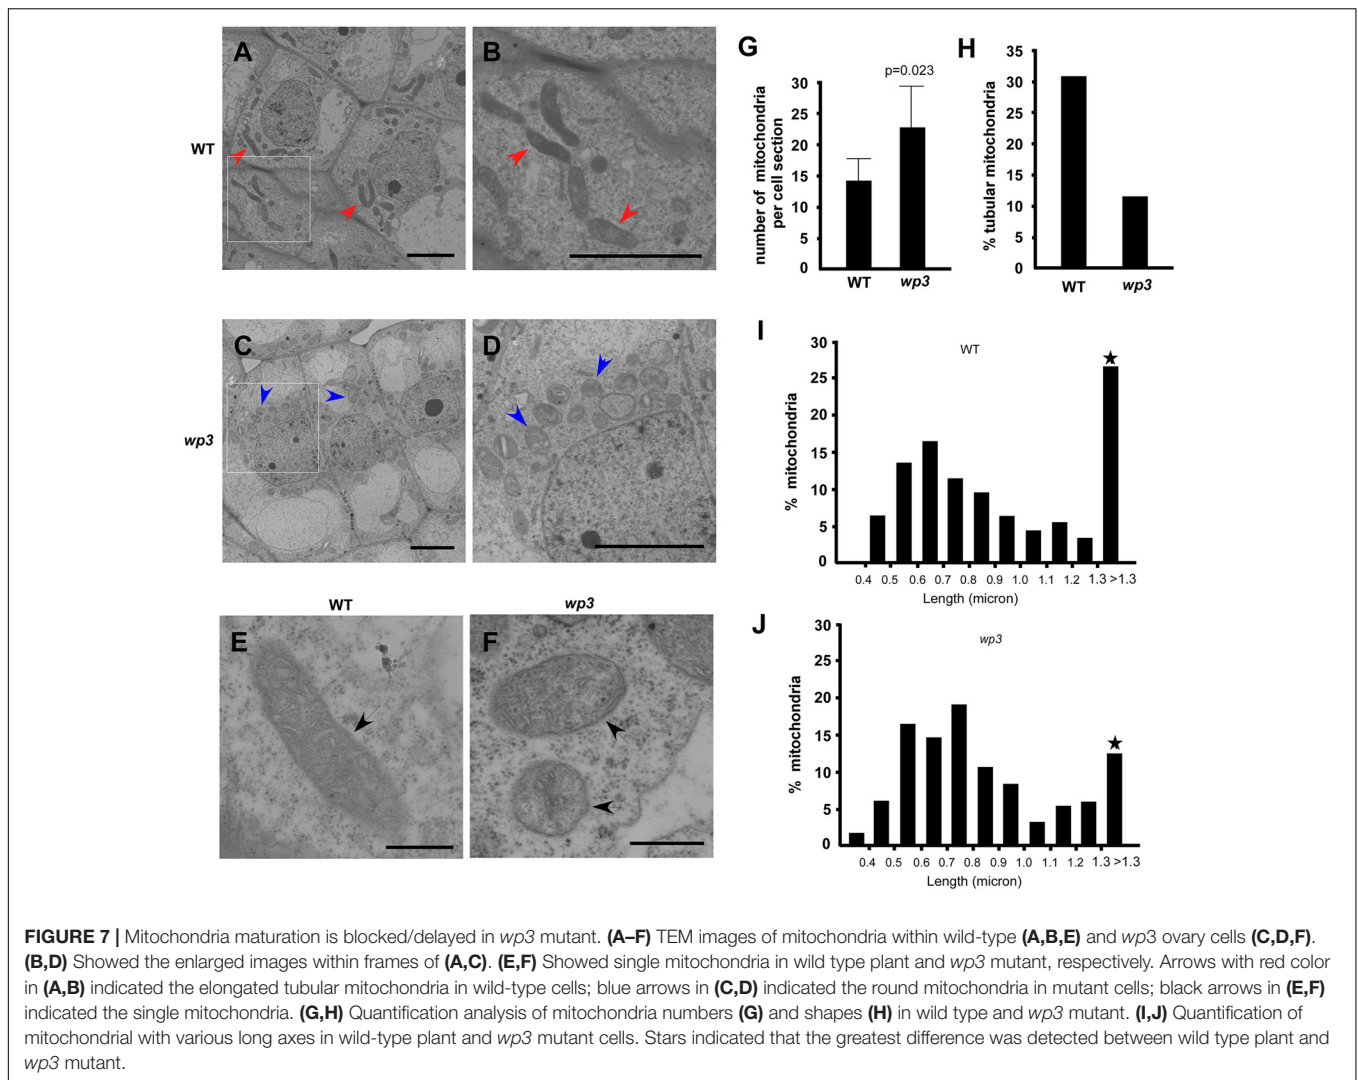 A
B
WT
G
30
25
20
15
10
5
0
number of mitochondria
per cell section
p=0.023
WT
wp3
H
35
30
25
20
15
10
5
0
% tubular mitochondria
WT
wp3
C
D
wp3
I
WT
30
25
20
15
10
5
0
% mitochondria
0.4 0.5 0.6 0.7 0.8 0.9 1.0 1.1 1.2 1.3 >1.3
Length (micron)
WT
wp3
E
F
J
wp3
30
25
20
15
10
5
0
% mitochondria
0.4 0.5 0.6 0.7 0.8 0.9 1.0 1.1 1.2 1.3 >1.3
Length (micron)
FIGURE 7 | Mitochondria maturation is blocked/delayed in wp3 mutant. (A–F) TEM images of mitochondria within wild-type (A,B,E) and wp3 ovary cells (C,D,F).
(B,D) Showed the enlarged images within frames of (A,C). (E,F) Showed single mitochondria in wild type plant and wp3 mutant, respectively. Arrows with red color
in (A,B) indicated the elongated tubular mitochondria in wild-type cells; blue arrows in (C,D) indicated the round mitochondria in mutant cells; black arrows in (E,F)
indicated the single mitochondria. (G,H) Quantification analysis of mitochondria numbers (G) and shapes (H) in wild type and wp3 mutant. (I,J) Quantification of
mitochondrial with various long axes in wild-type plant and wp3 mutant cells. Stars indicated that the greatest difference was detected between wild type plant and
wp3 mutant.